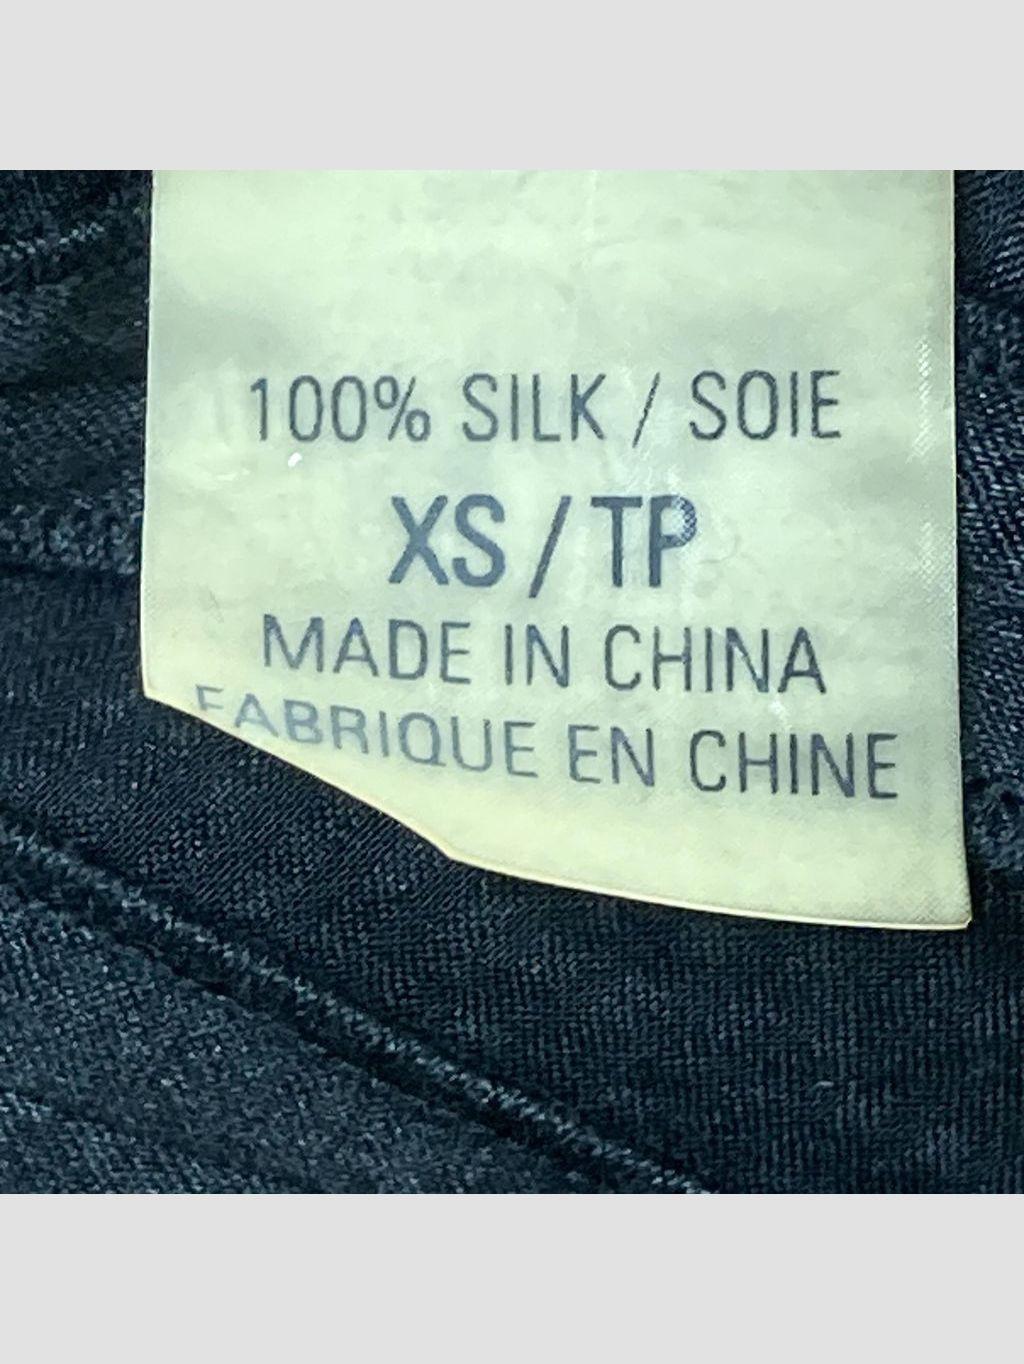 100% SILK / SOIE
XS / TP
MADE IN CHINA
FABRIQUE EN CHINE